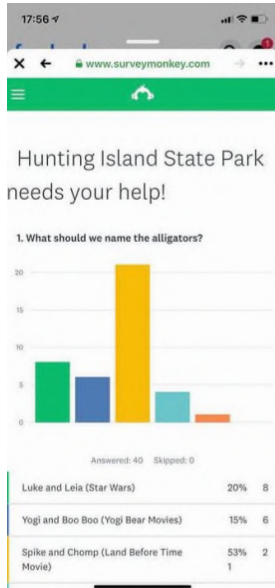 17:56
www.surveymonkey.com
Hunting Island State Park
needs your help!
1. What should we name the alligators?
20
15
10
5
0
Answered: 40 Skipped: 0
Luke and Leia (Star Wars) 20% 8
Yogi and Boo Boo (Yogi Bear Movies) 15% 6
Spike and Chomp (Land Before Time 53% 2
Movie) 1